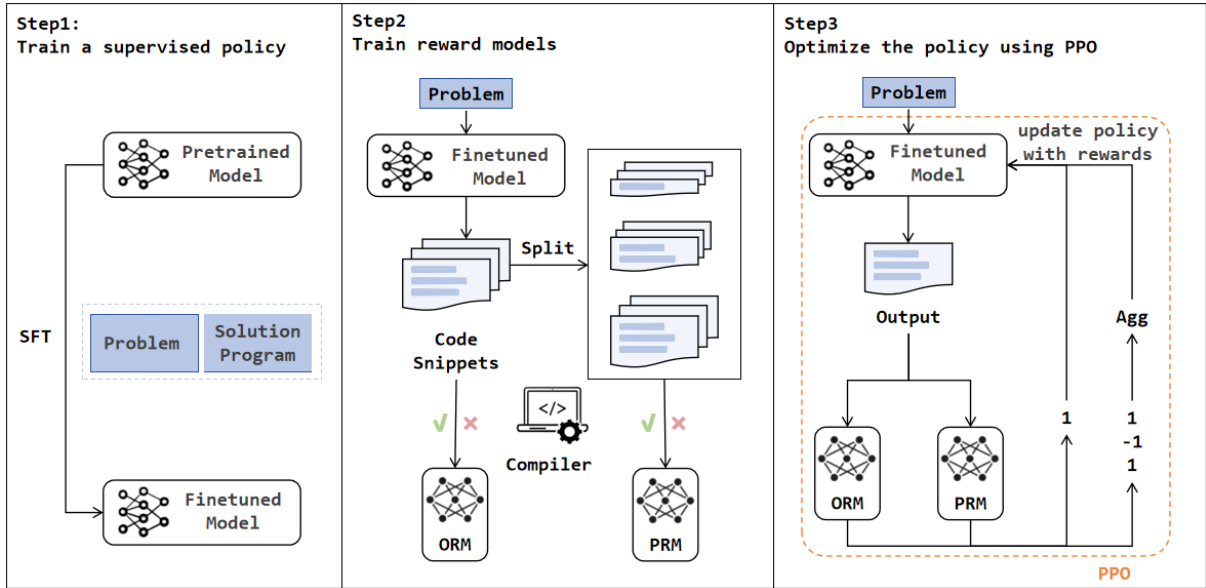 Step1:
Train a supervised policy
Pretrained
Model
SFT
Problem
Solution
Program
Finetuned
Model
Step2
Train reward models
Problem
Finetuned
Model
Split
Code
Snippets
√ ×
</>
Compiler
√ ×
ORM
PRM
Step3
Optimize the policy using PPO
Problem
update policy
with rewards
Finetuned
Model
Output
Agg
1
1
-1
1
ORM
PRM
PPO